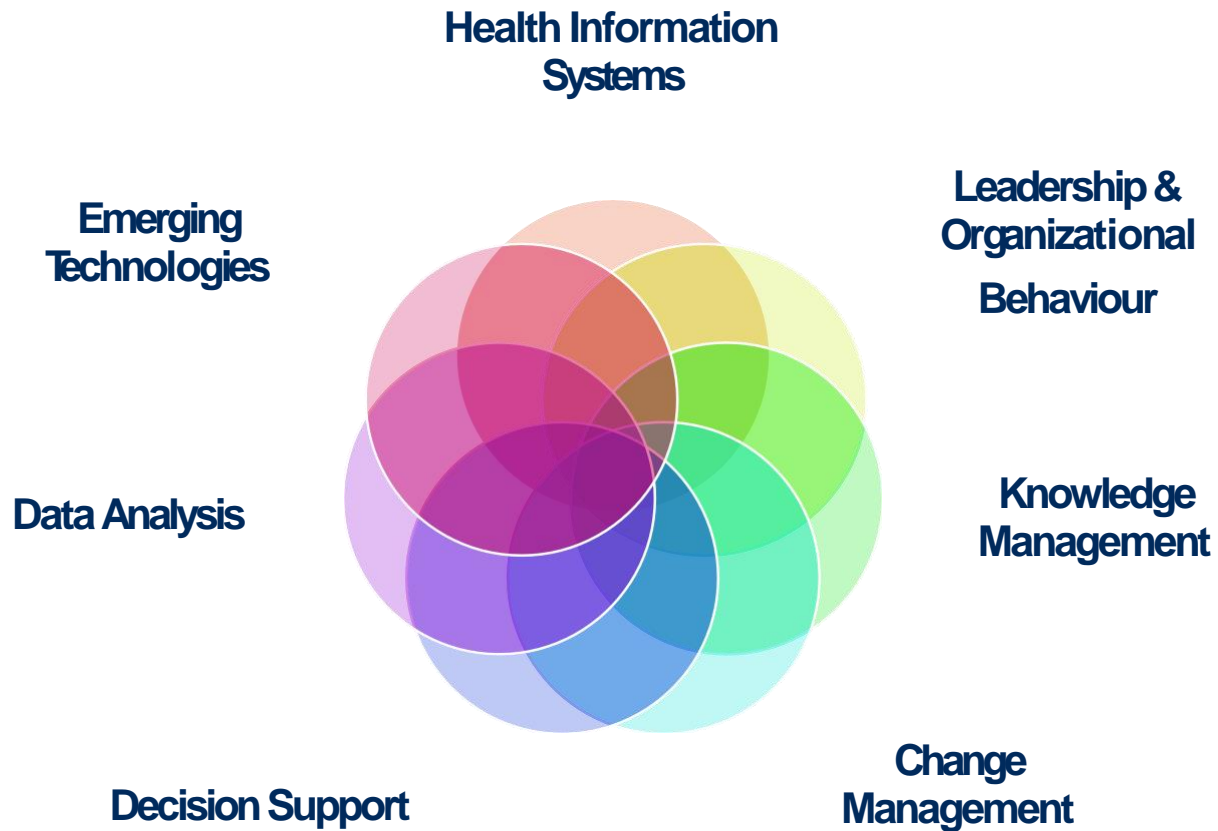 Health Information
Systems
Leadership &
Organizational
Behaviour
Emerging
Technologies
Knowledge
Management
Data Analysis
Change
Management
Decision Support